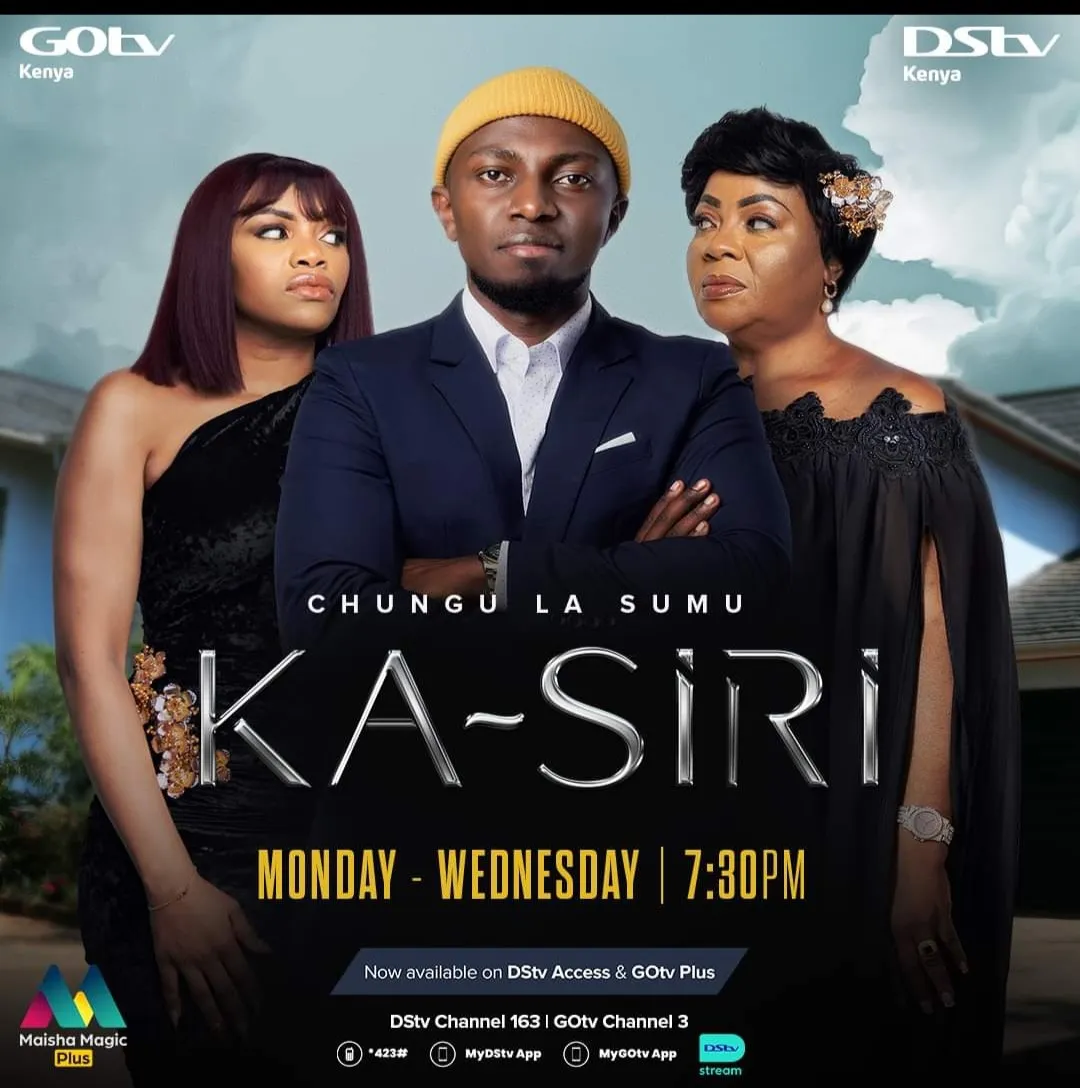 GOtv
Kenya
DStv
Kenya
CHUNGU LA SUMU
KA~SIRI
MONDAY - WEDNESDAY | 7:30PM
Now available on DStv Access & GOtv Plus
DStv Channel 163 | GOtv Channel 3
*423# MyDStv App MyGOtv App DStv
stream
Maisha Magic
Plus